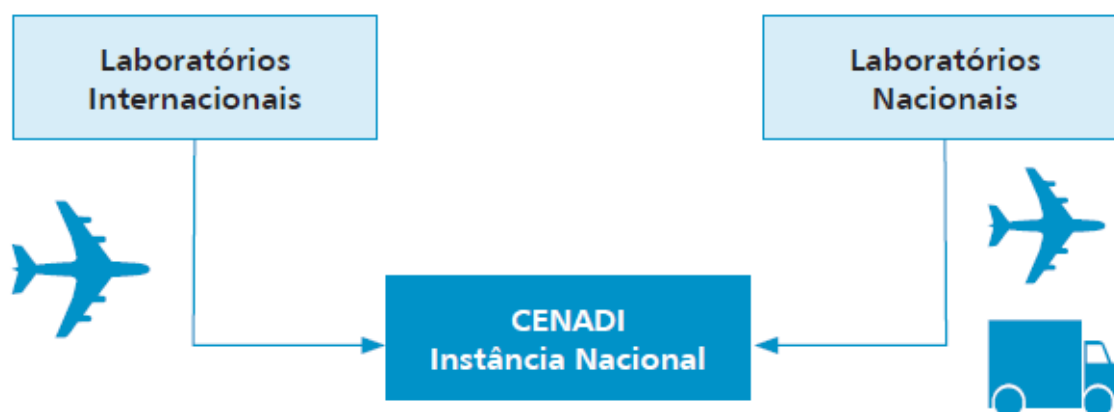 Laboratórios
Internacionais
Laboratórios
Nacionais
CENADI
Instância Nacional